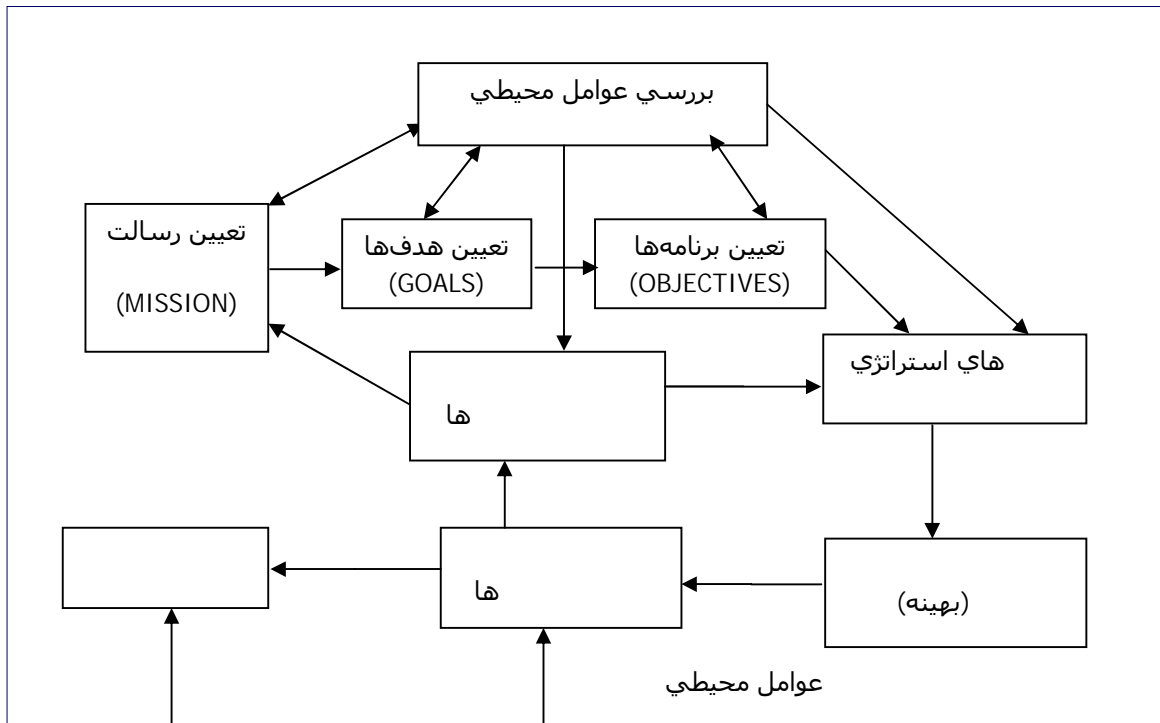 بررسي عوامل محيطي
تعيين رسالت
(MISSION)
تعيين هدف‌ها
(GOALS)
تعيين برنامه‌ها
(OBJECTIVES)
هاي استراتژي
ها
ها
(بهينه)
عوامل محيطي